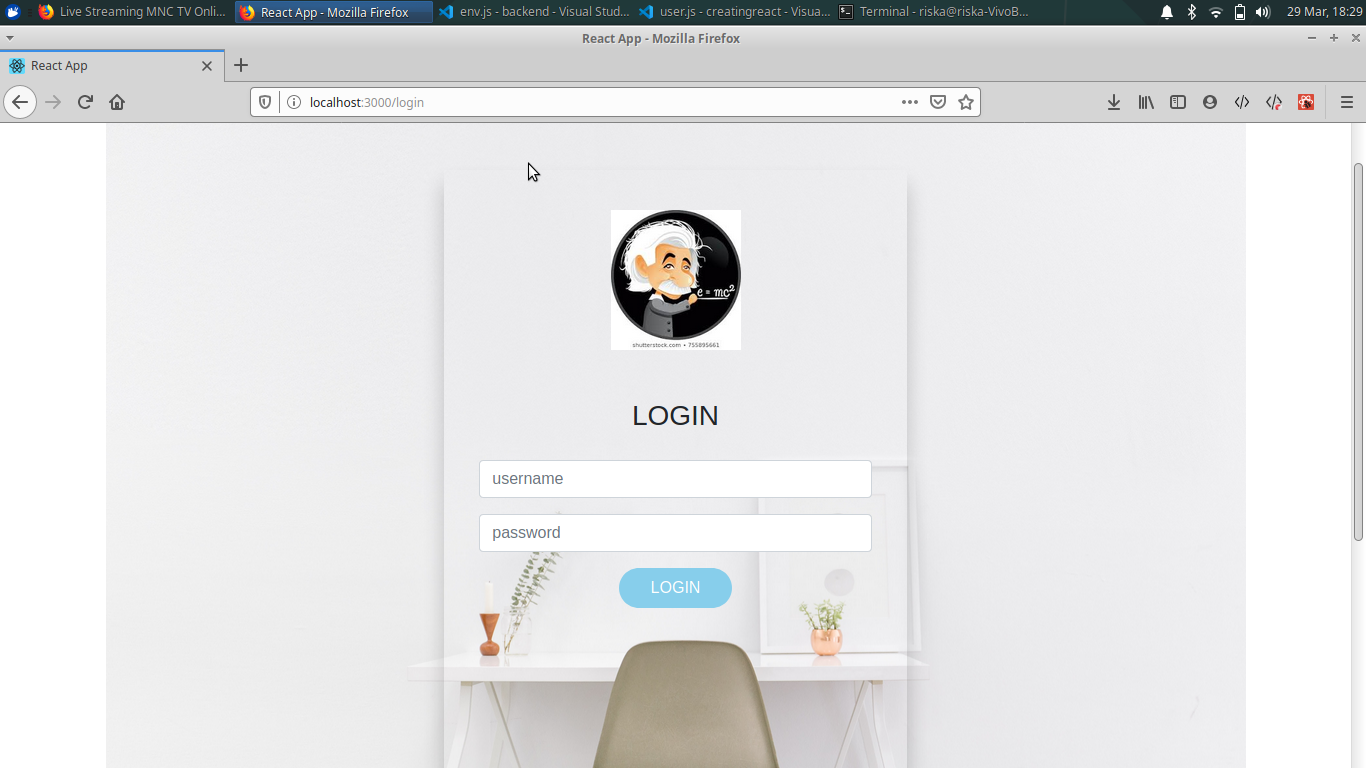 Live Streaming MNC TV Onli...
React App - Mozilla Firefox
env.js - backend - Visual Stud...
user.js - creatingreact - Visua...
Terminal - riska@riska-VivoB...
29 Mar, 18:29
React App - Mozilla Firefox
React App
localhost:3000/login
e = mc²
shutterstock.com • 755895661
LOGIN
username
password
LOGIN